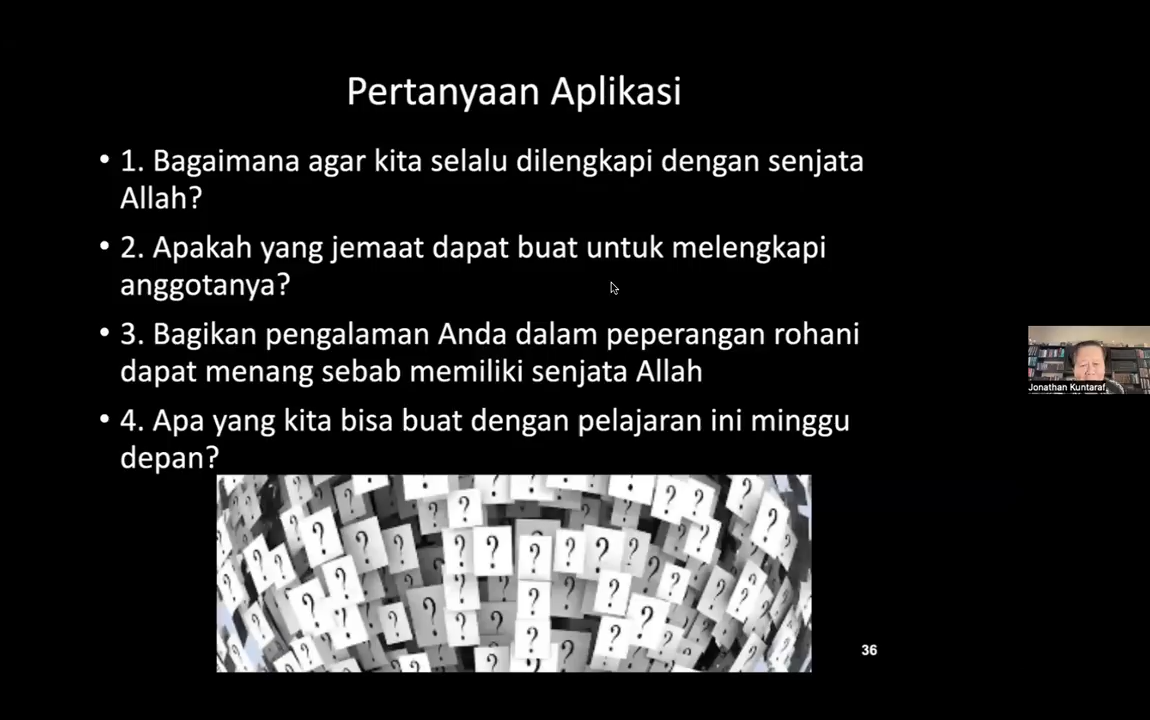 Pertanyaan Aplikasi
• 1. Bagaimana agar kita selalu dilengkapi dengan senjata
Allah?
• 2. Apakah yang jemaat dapat buat untuk melengkapi
anggotanya?
• 3. Bagikan pengalaman Anda dalam peperangan rohani
dapat menang sebab memiliki senjata Allah
• 4. Apa yang kita bisa buat dengan pelajaran ini minggu
depan?
Jonathan Kuntaraf
36